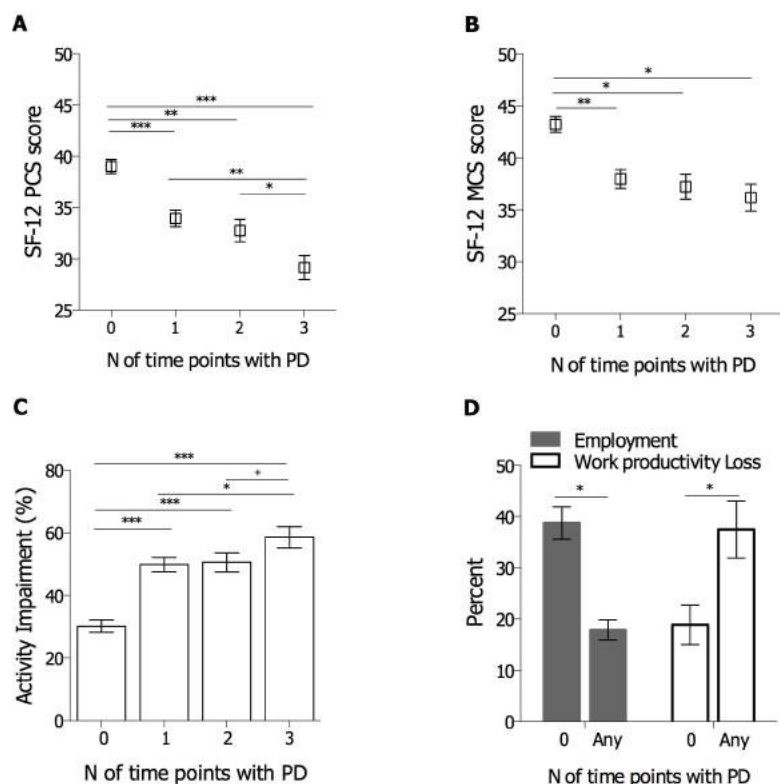 A
SF-12 PCS score
50
45
40
35
30
25
***
**
***
**
*
0 1 2 3
N of time points with PD
B
SF-12 MCS score
50
45
40
35
30
25
*
*
**
0 1 2 3
N of time points with PD
C
Activity Impairment (%)
80
60
40
20
0
***
+
*
***
***
0 1 2 3
N of time points with PD
D
Employment
Work productivity Loss
Percent
50
40
30
20
10
0
* *
0 Any 0 Any
N of time points with PD